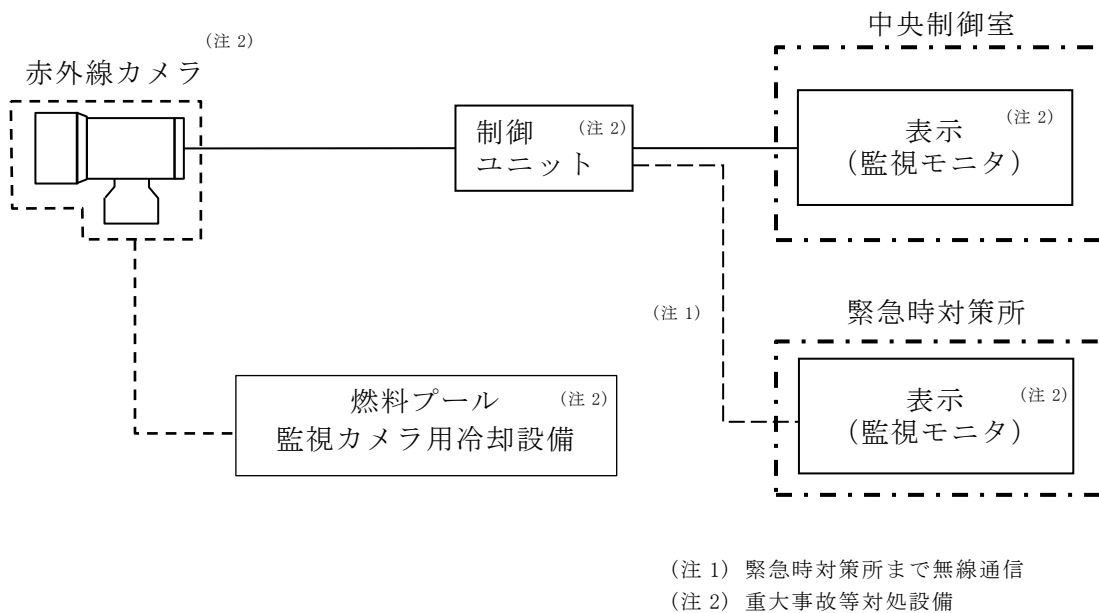 中央制御室
(注 2)
赤外線カメラ
制御 (注 2)
ユニット
表示 (注 2)
(監視モニタ)
(注 1)
緊急時対策所
燃料プール (注 2)
監視カメラ用冷却設備
表示 (注 2)
(監視モニタ)
(注 1) 緊急時対策所まで無線通信
(注 2) 重大事故等対処設備